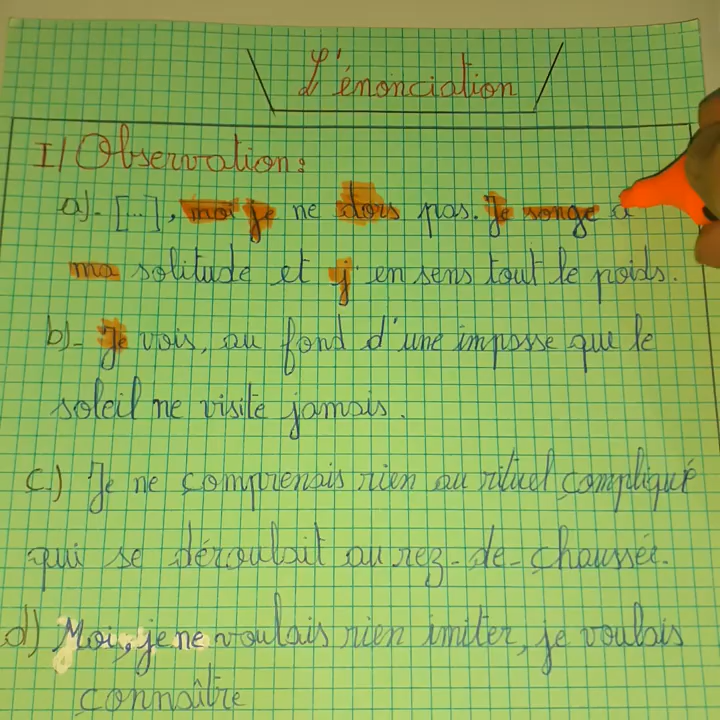 L'énonciation
I/ Observation:
a)- [...], moi je ne dors pas. Je songe à
ma solitude et j'en sens tout le poids.
b)- Je vois, au fond d'une impasse que le
soleil ne visite jamais.
c.) Je ne comprenais rien au rituel compliqué
qui se déroulait au rez-de-chaussée.
d) Moi, je ne voulais rien imiter, je voulais
connaître